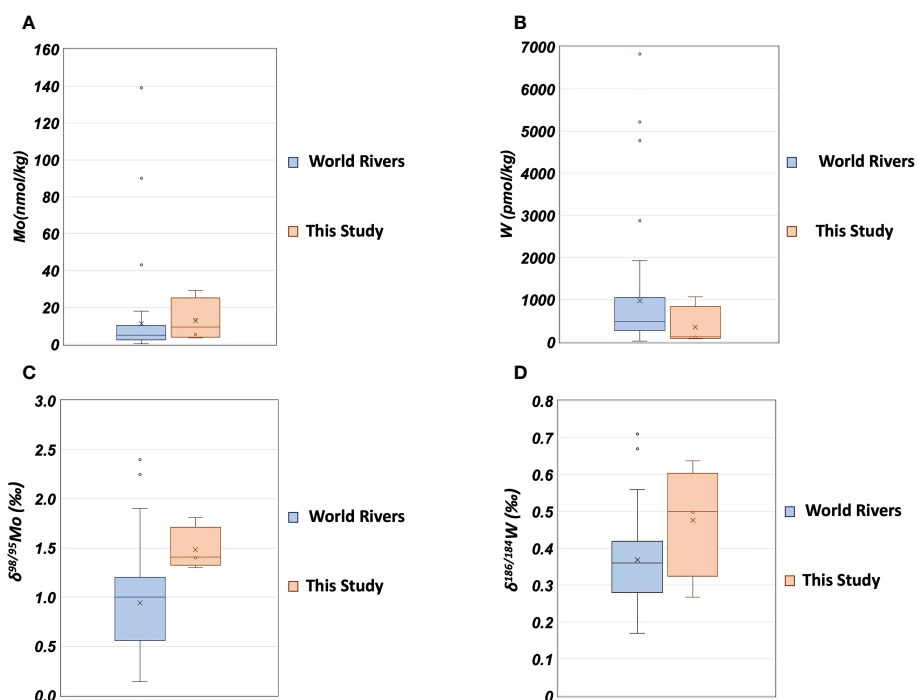 A
Mo(nmol/kg)
160
140
120
100
80
60
40
20
0
World Rivers
This Study
B
W (pmol/kg)
7000
6000
5000
4000
3000
2000
1000
0
World Rivers
This Study
C
δ98/95Mo (‰)
3.0
2.5
2.0
1.5
1.0
0.5
0.0
World Rivers
This Study
D
δ186/184W (‰)
0.8
0.7
0.6
0.5
0.4
0.3
0.2
0.1
0
World Rivers
This Study